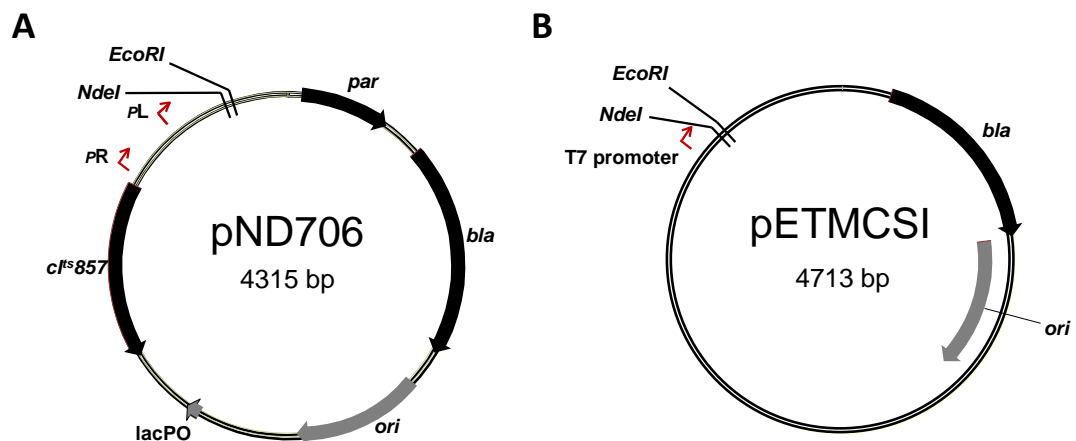 A
EcoRI
NdeI
pL
pR
par
bla
pND706
4315 bp
cIts857
lacPO
ori
B
EcoRI
NdeI
T7 promoter
bla
pETMCSI
4713 bp
ori